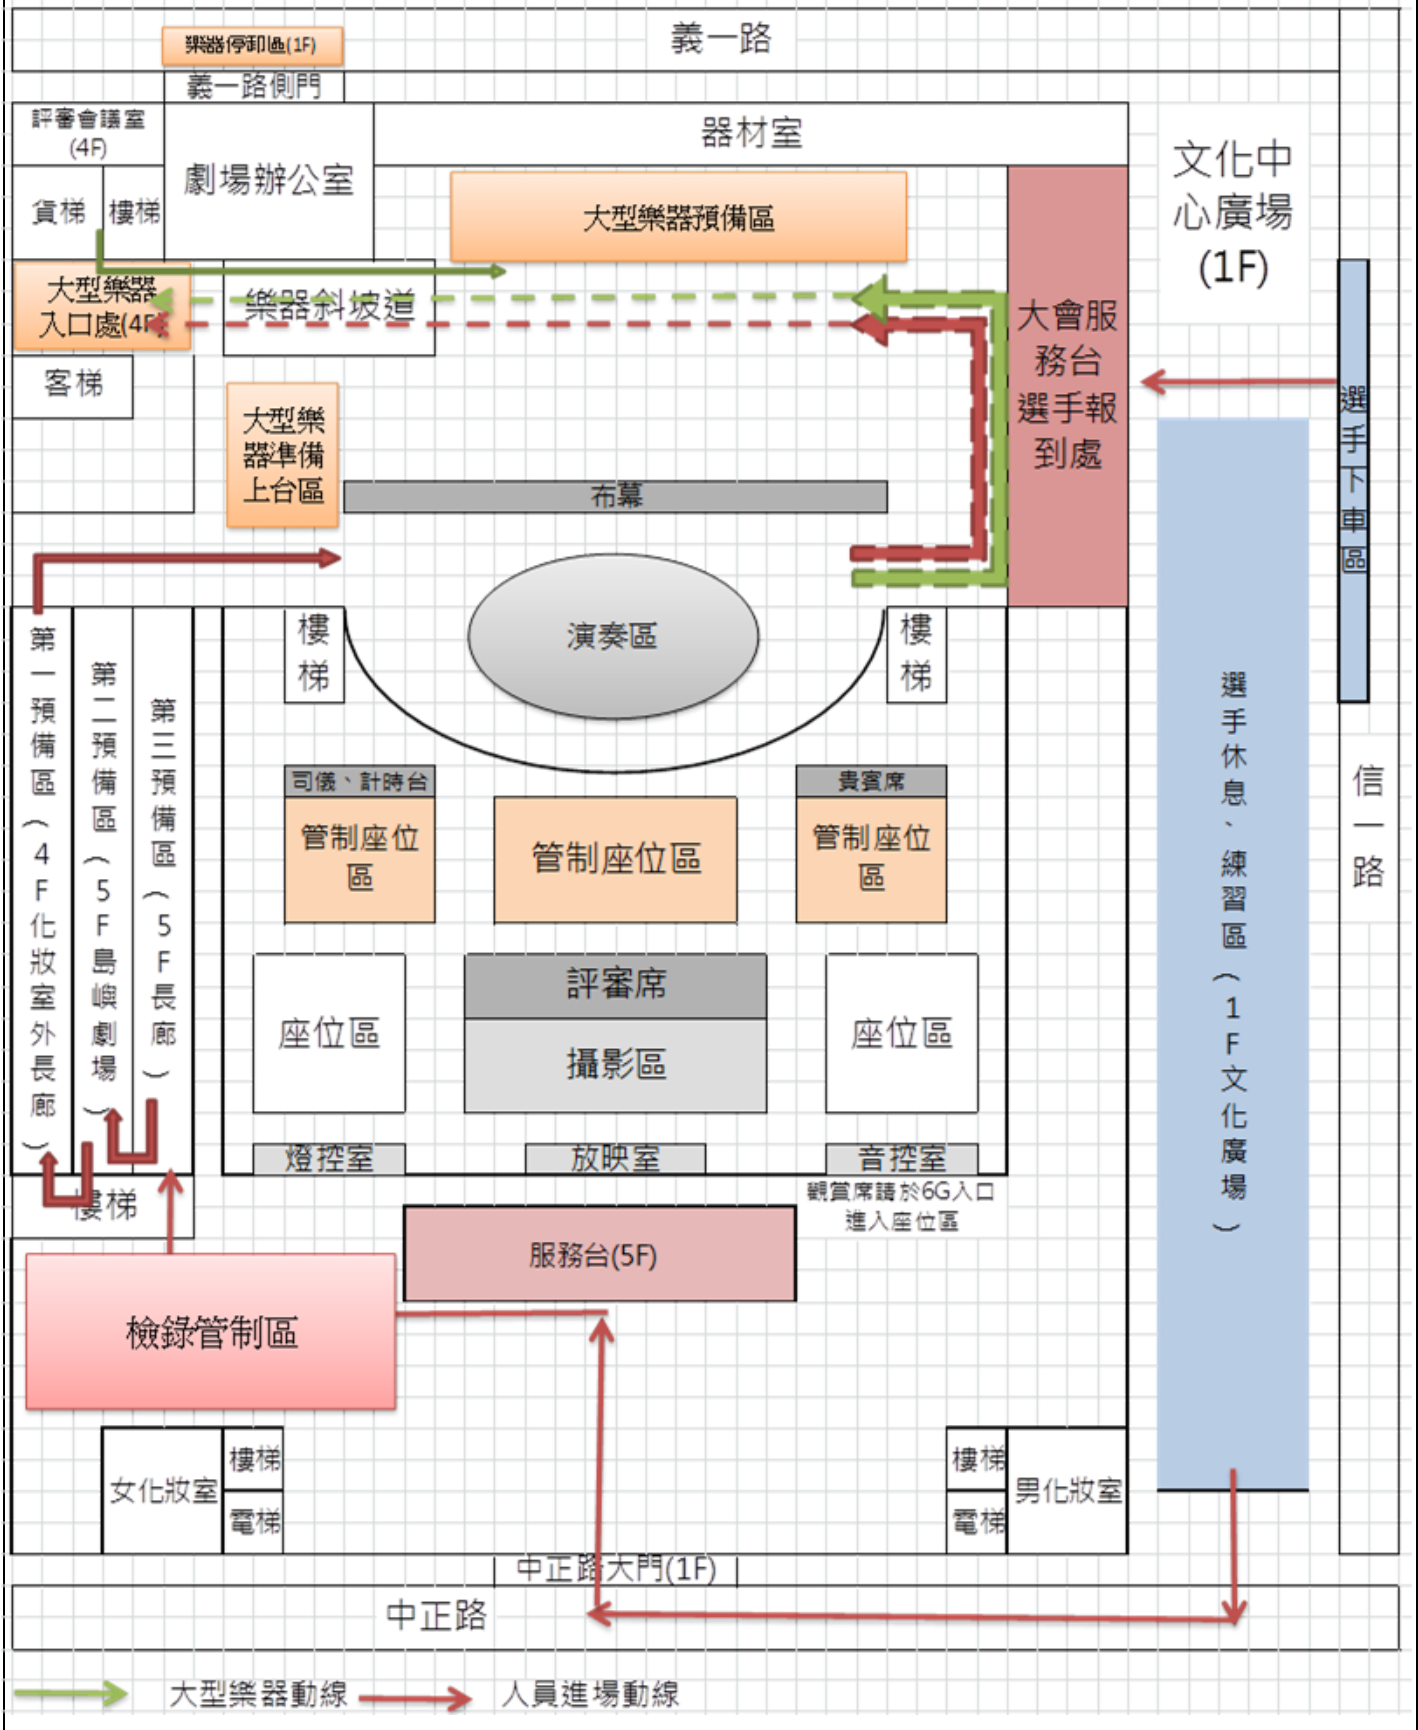 義一路
樂器停卸區(1F)
義一路側門
評審會議室
(4F)
劇場辦公室
器材室
文化中
心廣場
(1F)
貨梯
樓梯
大型樂器預備區
大型樂器
入口處(4F
樂器斜坡道
大會服
務台
選手報
到處
客梯
大型樂
器準備
上台區
布幕
選手下車區
演奏區
樓梯
樓梯
第一預備區(4F化妝室外長廊)
第二預備區(5F島嶼劇場)
第三預備區(5F長廊)
司儀、計時台
貴賓席
管制座位
區
管制座位區
管制座位
區
選手休息、練習區(1F文化廣場)
信一路
座位區
評審席
攝影區
座位區
燈控室
放映室
音控室
觀賞席請於6G入口
進入座位區
樓梯
服務台(5F)
檢錄管制區
女化妝室
樓梯
電梯
樓梯
電梯
男化妝室
中正路大門(1F)
中正路
大型樂器動線
人員進場動線